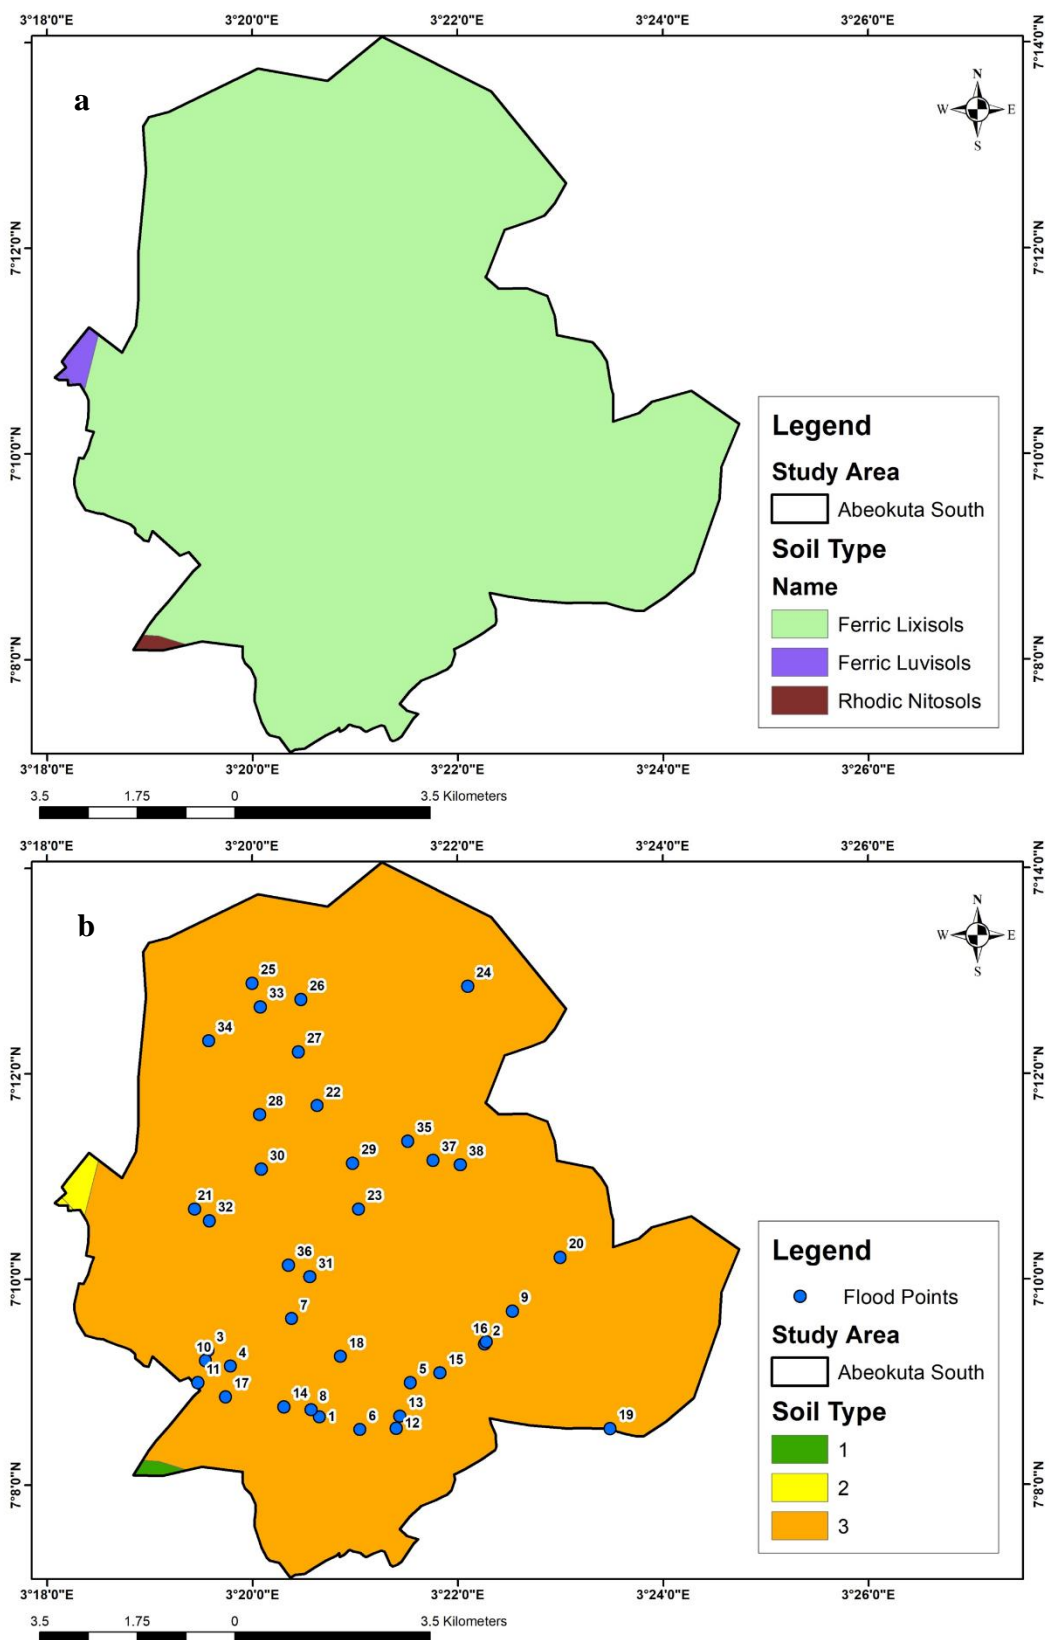 3°18'0"E 3°20'0"E 3°22'0"E 3°24'0"E 3°26'0"E
a
N
W E
S
7°14'0"N 7°14'0"N
7°12'0"N 7°12'0"N
7°10'0"N 7°10'0"N
7°8'0"N 7°8'0"N
Legend
Study Area
Abeokuta South
Soil Type
Name
Ferric Lixisols
Ferric Luvisols
Rhodic Nitosols
3°18'0"E 3°20'0"E 3°22'0"E 3°24'0"E 3°26'0"E
3.5 1.75 0 3.5 Kilometers
3°18'0"E 3°20'0"E 3°22'0"E 3°24'0"E 3°26'0"E
b
N
W E
S
7°14'0"N 7°14'0"N
7°12'0"N 7°12'0"N
7°10'0"N 7°10'0"N
7°8'0"N 7°8'0"N
25
24
33 26
34
27
22
28
35
29 37 38
30
21
32 23
36
31
20
7
9
3
10 4
18
16 2
11
17
5 15
14 8
1
6
13
12
19
Legend
Flood Points
Study Area
Abeokuta South
Soil Type
1
2
3
3°18'0"E 3°20'0"E 3°22'0"E 3°24'0"E 3°26'0"E
3.5 1.75 0 3.5 Kilometers